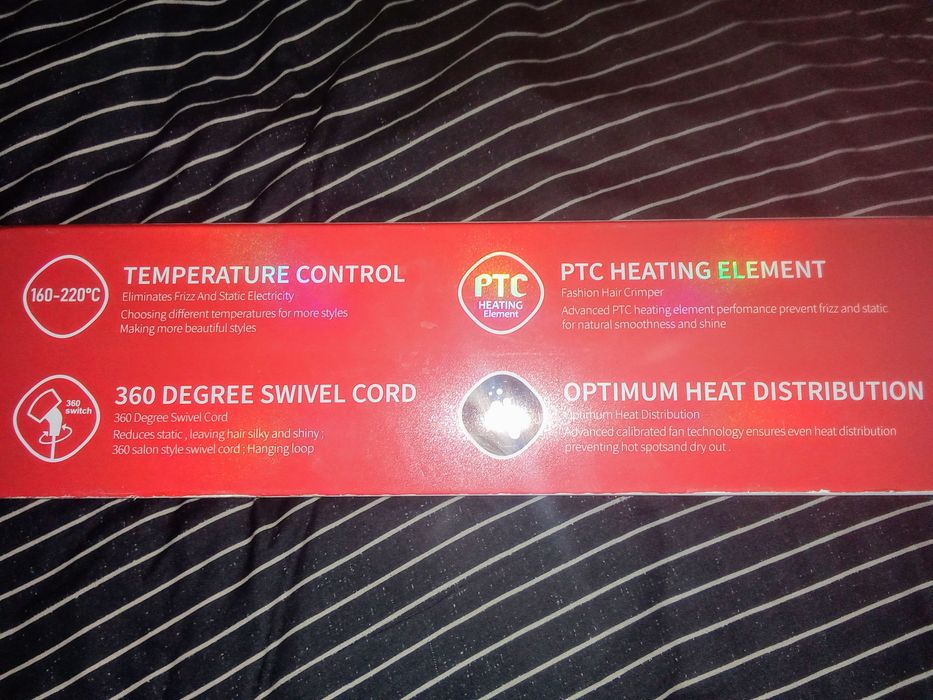 160-220°C
TEMPERATURE CONTROL
Eliminates Frizz And Static Electricity
Choosing different temperatures for more styles
Making more beautiful styles
PTC
HEATING
Element
PTC HEATING ELEMENT
Fashion Hair Crimper
Advanced PTC heating element perfomance prevent frizz and static
for natural smoothness and shine
360
switch
360 DEGREE SWIVEL CORD
360 Degree Swivel Cord
Reduces static , leaving hair silky and shiny ;
360 salon style swivel cord ; Hanging loop
OPTIMUM HEAT DISTRIBUTION
Optimum Heat Distribution
Advanced calibrated fan technology ensures even heat distribution
preventing hot spotsand dry out .